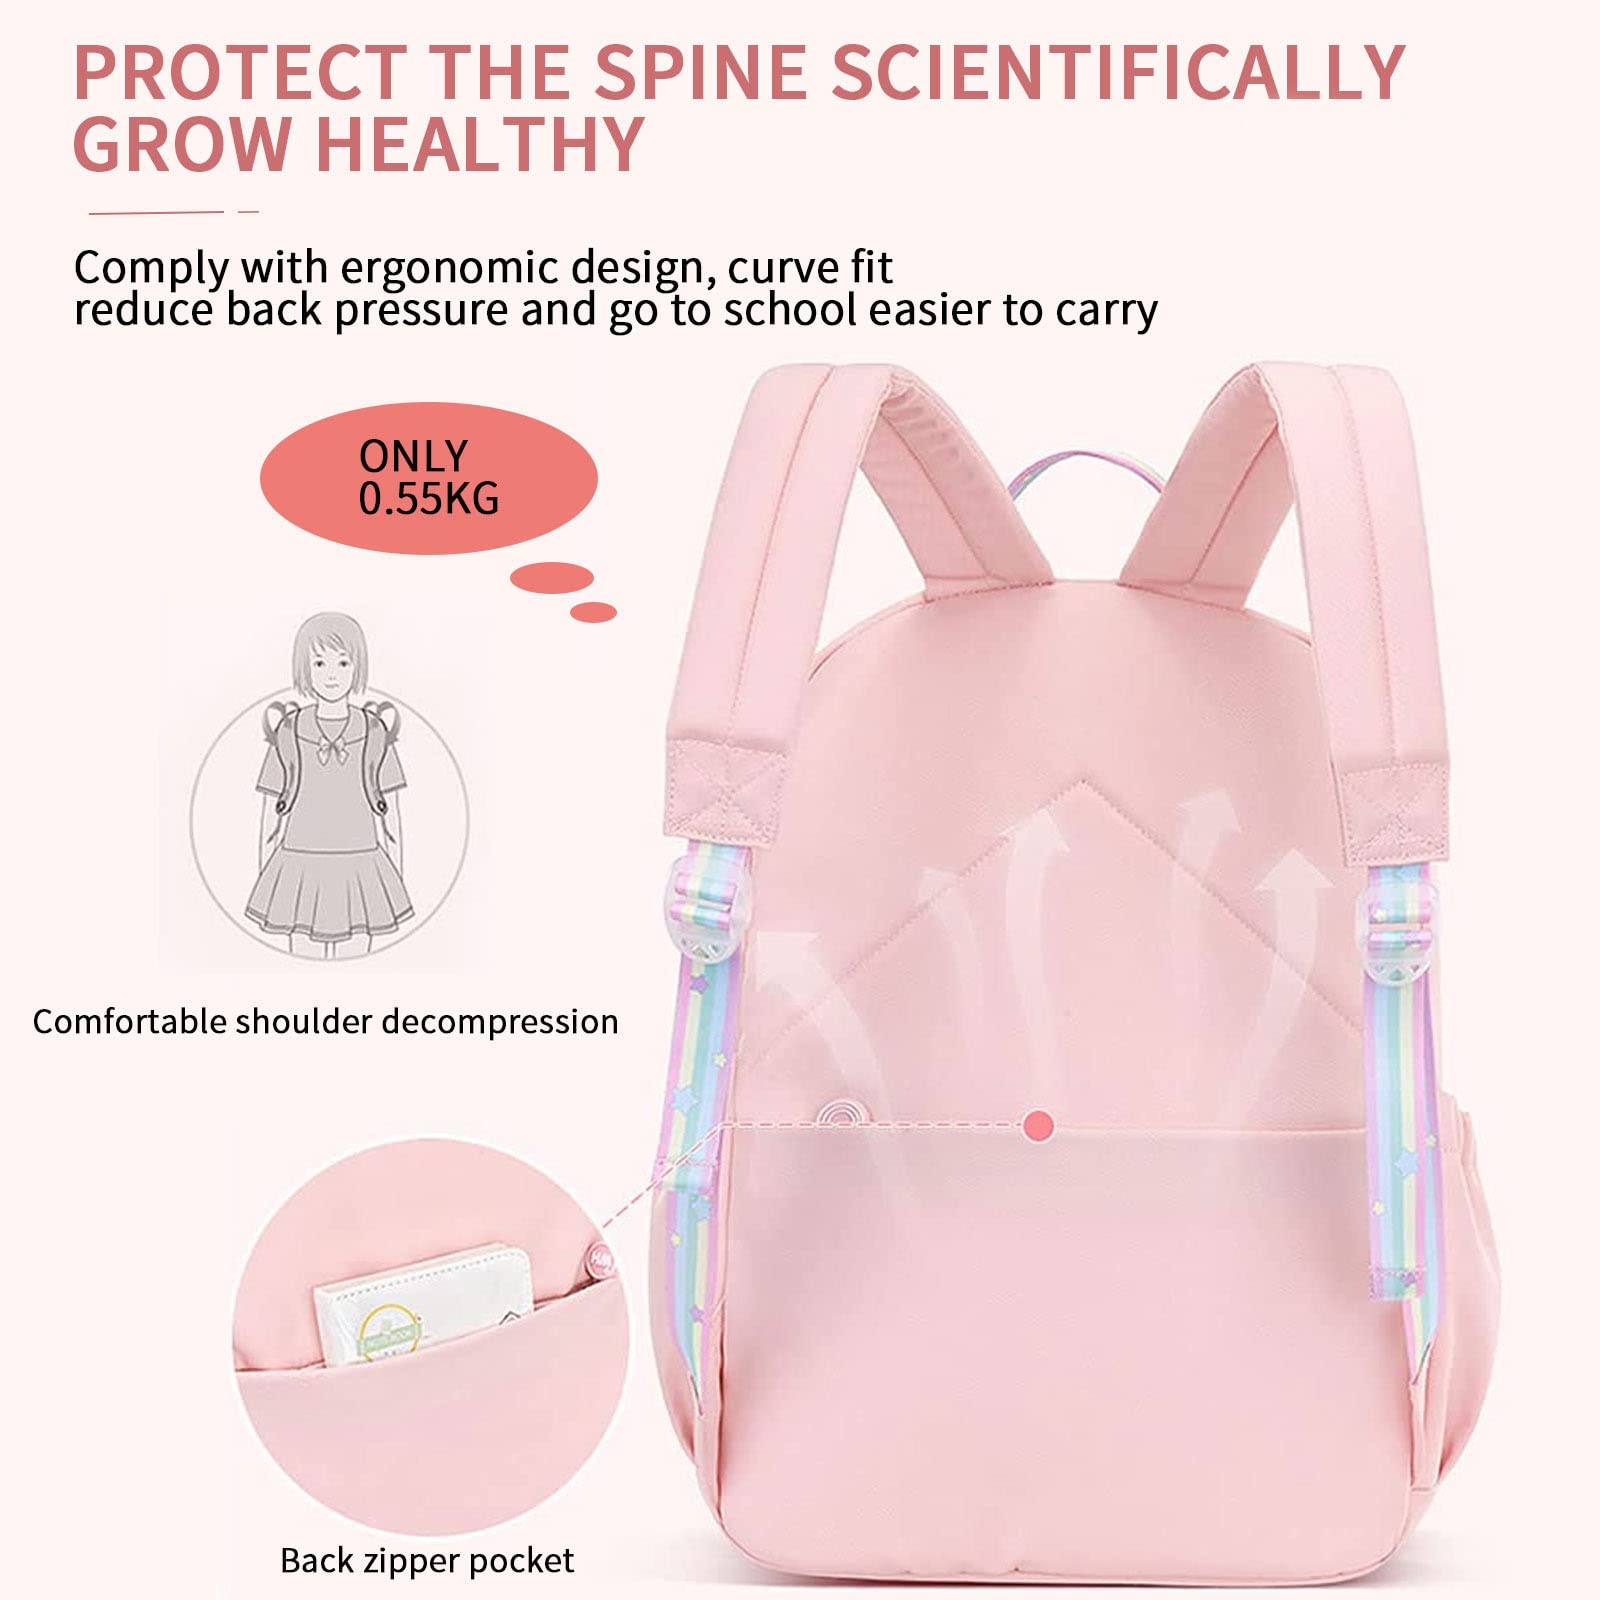 PROTECT THE SPINE SCIENTIFICALLY
GROW HEALTHY
Comply with ergonomic design, curve fit
reduce back pressure and go to school easier to carry
ONLY
0.55KG
Comfortable shoulder decompression
NOTEBOOK
Back zipper pocket